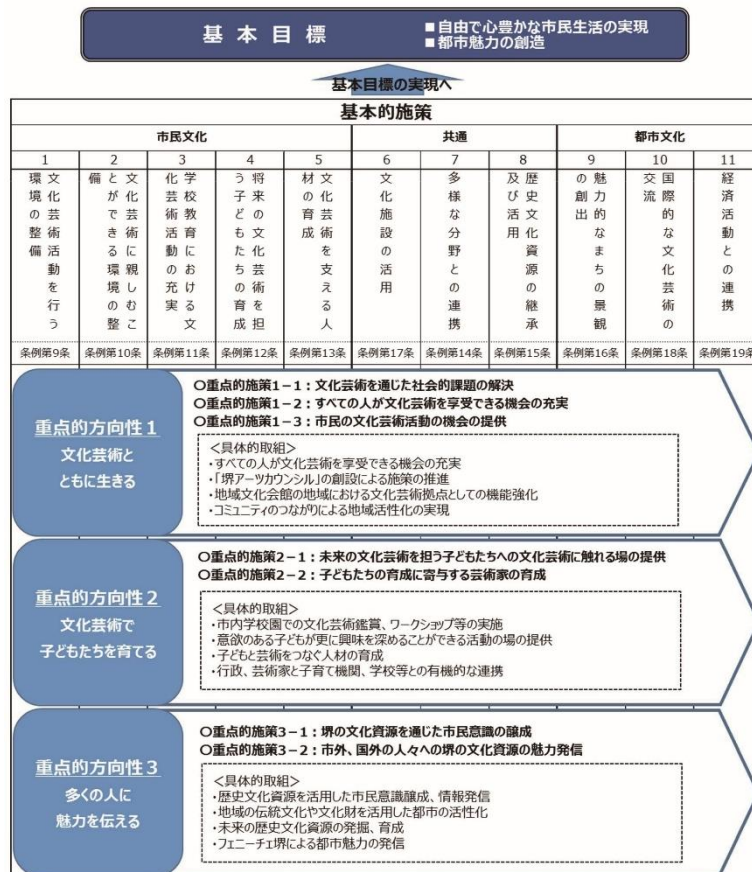 基本目標
■自由で心豊かな市民生活の実現
■都市魅力の創造
基本目標の実現へ
基本的施策
市民文化
共通
都市文化
1
2
3
4
5
6
7
8
9
10
11
文化芸術活動を行う
環境の整備
文化芸術に親しむこ
とができる環境の整
備
学校教育における文
化芸術活動の充実
将来の文化芸術を担
う子どもたちの育成
文化芸術を支える人
材の育成
文化施設の活用
多様な分野との連携
歴史文化資源の継承
及び活用
魅力的なまちの景観
の創出
国際的な文化芸術の
交流
経済活動との連携
条例第9条
条例第10条
条例第11条
条例第12条
条例第13条
条例第17条
条例第14条
条例第15条
条例第16条
条例第18条
条例第19条
重点的方向性1
文化芸術と
ともに生きる
○重点的施策1-1:文化芸術を通じた社会的課題の解決
○重点的施策1-2:すべての人が文化芸術を享受できる機会の充実
○重点的施策1-3:市民の文化芸術活動の機会の提供
<具体的取組>
・すべての人が文化芸術を享受できる機会の充実
・「堺アーツカウンシル」の創設による施策の推進
・地域文化会館の地域における文化芸術拠点としての機能強化
・コミュニティのつながりによる地域活性化の実現
重点的方向性2
文化芸術で
子どもたちを育てる
○重点的施策2-1:未来の文化芸術を担う子どもたちへの文化芸術に触れる場の提供
○重点的施策2-2:子どもたちの育成に寄与する芸術家の育成
<具体的取組>
・市内学校園での文化芸術鑑賞、ワークショップ等の実施
・意欲のある子どもが更に興味を深めることができる活動の場の提供
・子どもと芸術をつなぐ人材の育成
・行政、芸術家と子育て機関、学校等との有機的な連携
重点的方向性3
多くの人に
魅力を伝える
○重点的施策3-1:堺の文化資源を通じた市民意識の醸成
○重点的施策3-2:市外、国外の人々への堺の文化資源の魅力発信
<具体的取組>
・歴史文化資源を活用した市民意識醸成、情報発信
・地域の伝統文化や文化財を活用した都市の活性化
・未来の歴史文化資源の発掘、育成
・フェニーチェ堺による都市魅力の発信